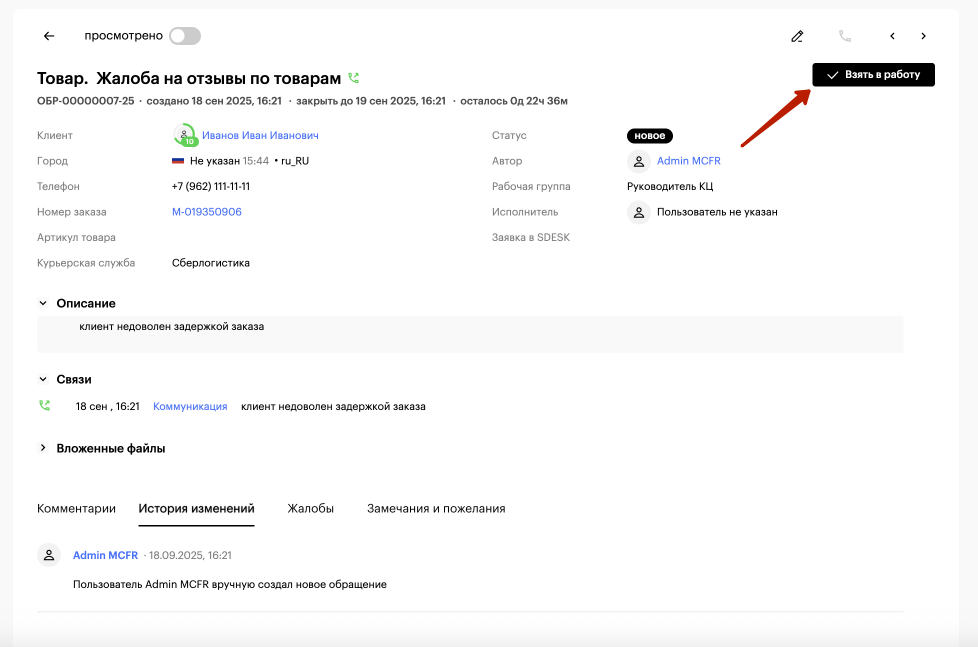 просмотрено
Товар. Жалоба на отзывы по товарам
Взять в работу
ОБР-00000007-25 · создано 18 сен 2025, 16:21 · закрыть до 19 сен 2025, 16:21 · осталось 0д 22ч 36м
Клиент 10 Иванов Иван Иванович
Город Не указан 15:44 • ru_RU
Телефон +7 (962) 111-11-11
Номер заказа М-019350906
Артикул товара
Курьерская служба Сберлогистика
Статус новое
Автор Admin MCFR
Рабочая группа Руководитель КЦ
Исполнитель Пользователь не указан
Заявка в SDESK
Описание
клиент недоволен задержкой заказа
Связи
18 сен , 16:21 Коммуникация клиент недоволен задержкой заказа
Вложенные файлы
Комментарии История изменений Жалобы Замечания и пожелания
Admin MCFR · 18.09.2025, 16:21
Пользователь Admin MCFR вручную создал новое обращение